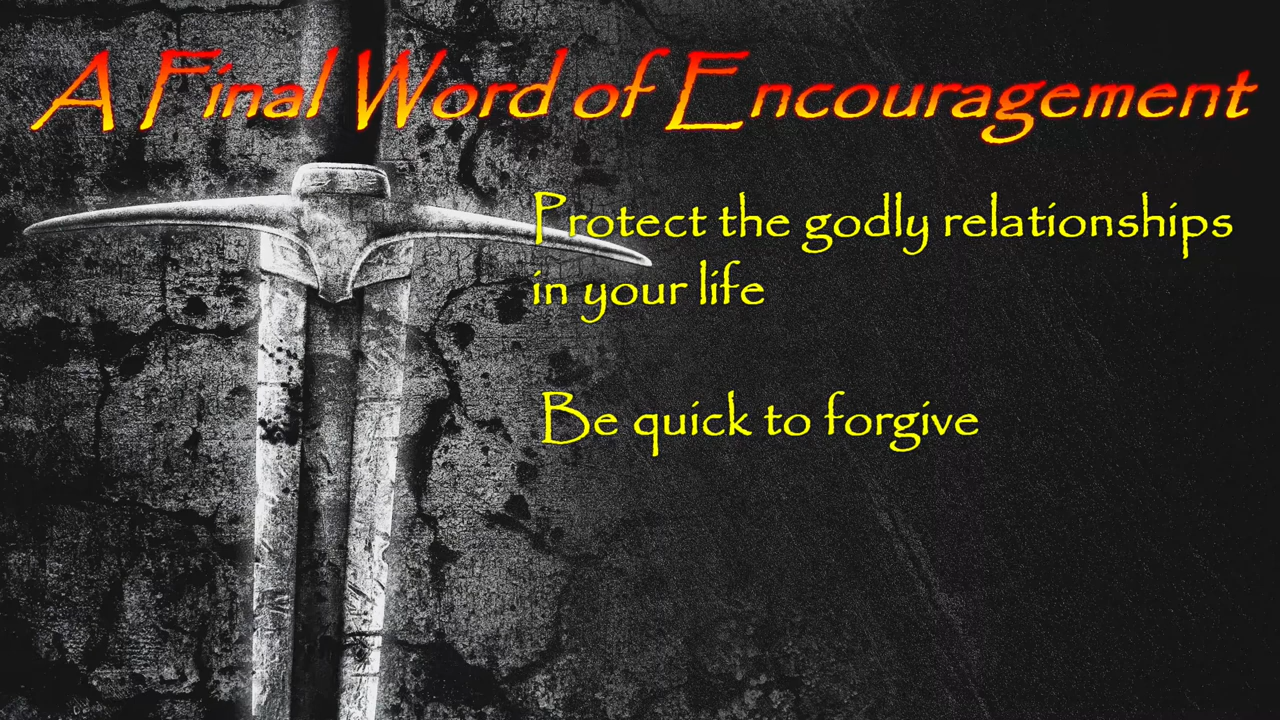 A Final Word of Encouragement
Protect the godly relationships
in your life
Be quick to forgive